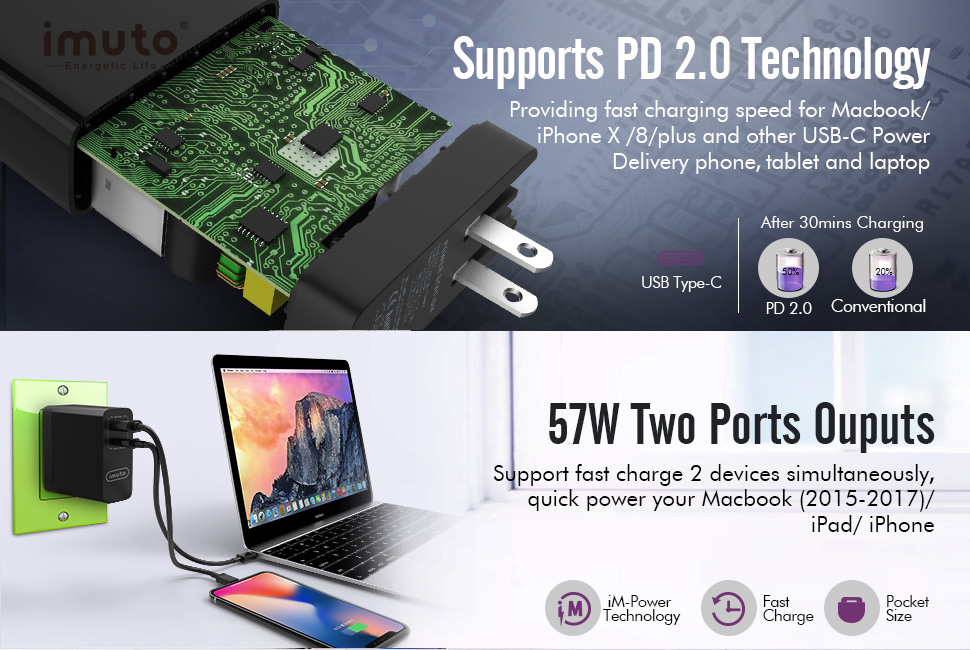 imuto®
Energetic Life
Supports PD 2.0 Technology
Providing fast charging speed for Macbook/
iPhone X /8/plus and other USB-C Power
Delivery phone, tablet and laptop
After 30mins Charging
USB Type-C
50%
20%
PD 2.0
Conventional
imuto
57W Two Ports Ouputs
Support fast charge 2 devices simultaneously,
quick power your Macbook (2015-2017)/
iPad/ iPhone
iM
iM-Power
Technology
Fast
Charge
Pocket
Size